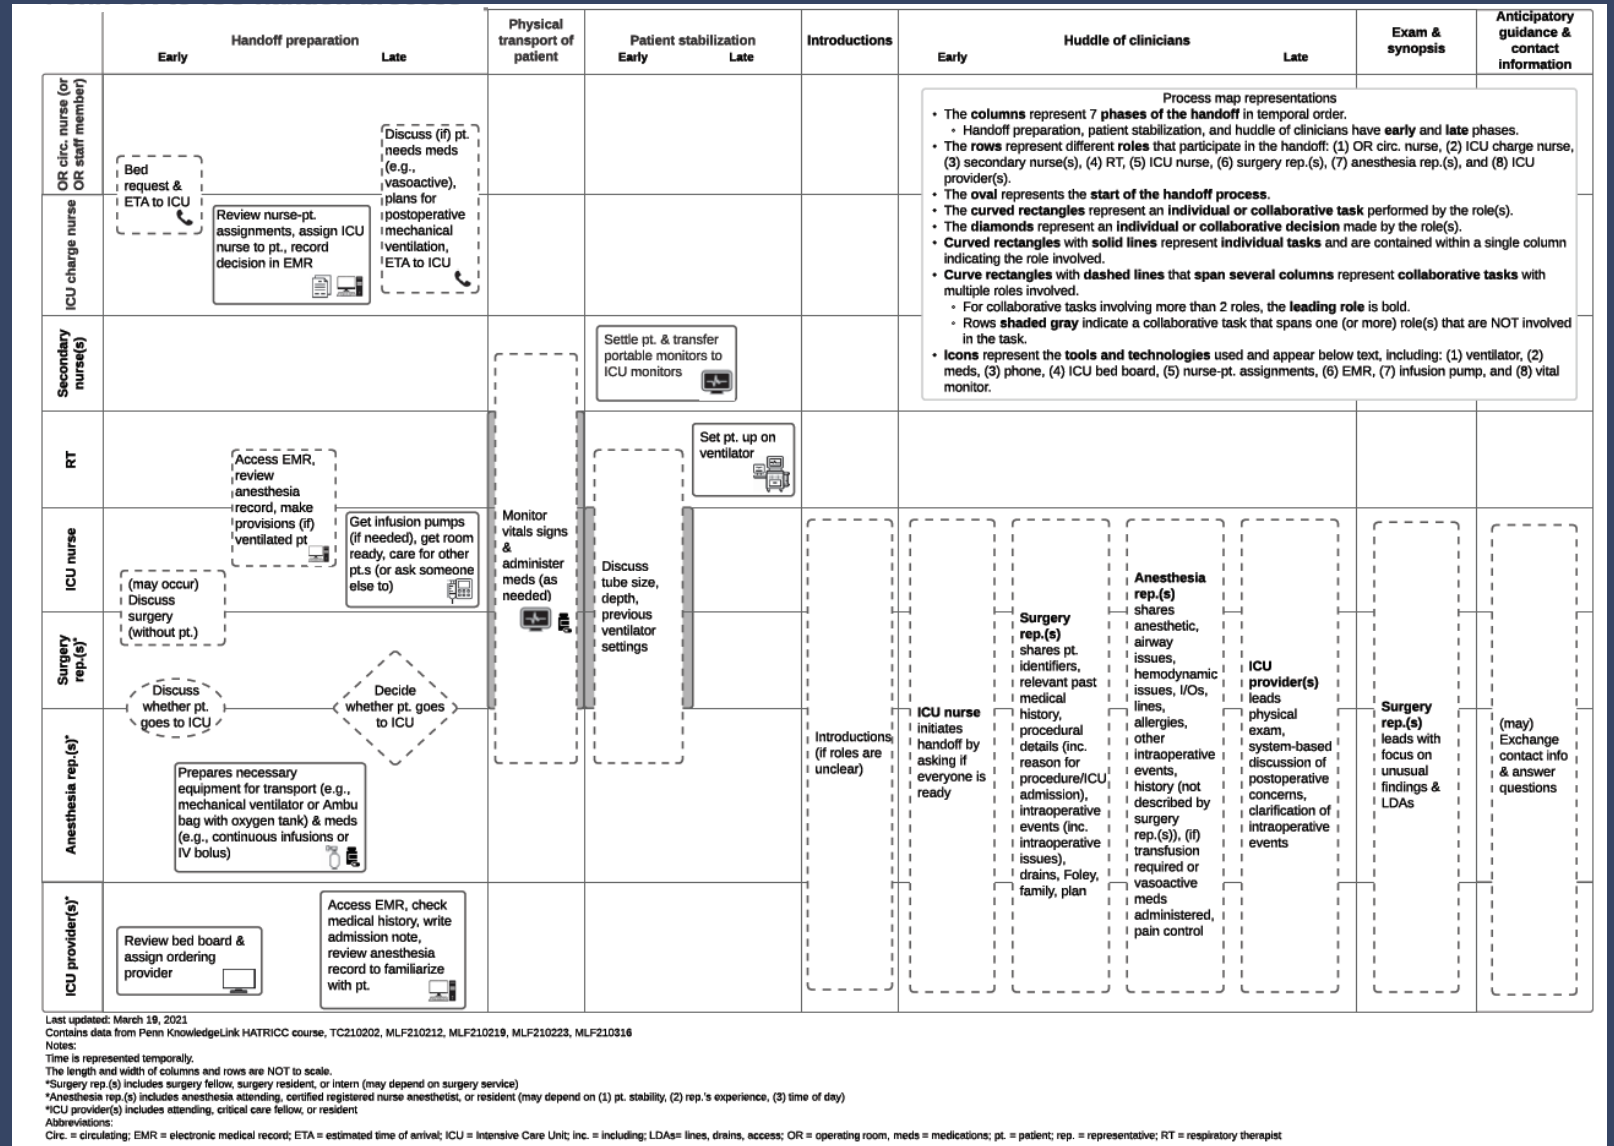 Handoff preparation
Early
Late
Physical
transport of
patient
Patient stabilization
Early
Late
Introductions
Huddle of clinicians
Early
Late
Exam &
synopsis
Anticipatory
guidance &
contact
information
OR circ. nurse (or
OR staff member)
Bed
request &
ETA to ICU
Discuss (if) pt.
needs meds
(e.g.,
vasoactive),
plans for
postoperative
mechanical
ventilation,
ETA to ICU
Process map representations
• The columns represent 7 phases of the handoff in temporal order.
◦ Handoff preparation, patient stabilization, and huddle of clinicians have early and late phases.
• The rows represent different roles that participate in the handoff: (1) OR circ. nurse, (2) ICU charge nurse,
(3) secondary nurse(s), (4) RT, (5) ICU nurse, (6) surgery rep.(s), (7) anesthesia rep.(s), and (8) ICU
provider(s).
• The oval represents the start of the handoff process.
• The curved rectangles represent an individual or collaborative task performed by the role(s).
• The diamonds represent an individual or collaborative decision made by the role(s).
• Curved rectangles with solid lines represent individual tasks and are contained within a single column
indicating the role involved.
• Curve rectangles with dashed lines that span several columns represent collaborative tasks with
multiple roles involved.
◦ For collaborative tasks involving more than 2 roles, the leading role is bold.
◦ Rows shaded gray indicate a collaborative task that spans one (or more) role(s) that are NOT involved
in the task.
• Icons represent the tools and technologies used and appear below text, including: (1) ventilator, (2)
meds, (3) phone, (4) ICU bed board, (5) nurse-pt. assignments, (6) EMR, (7) infusion pump, and (8) vital
monitor.
ICU charge nurse
Review nurse-pt.
assignments, assign ICU
nurse to pt., record
decision in EMR
Secondary
nurse(s)
Settle pt. & transfer
portable monitors to
ICU monitors
RT
Access EMR,
review
anesthesia
record, make
provisions (if)
ventilated pt
Set pt. up on
ventilator
ICU nurse
Get infusion pumps
(if needed), get room
ready, care for other
pt.s (or ask someone
else to)
(may occur)
Discuss
surgery
(without pt.)
Monitor
vitals signs
&
administer
meds (as
needed)
Discuss
tube size,
depth,
previous
ventilator
settings
Surgery
rep.(s)*
Discuss
whether pt.
goes to ICU
Decide
whether pt. goes
to ICU
Anesthesia rep.(s)*
Prepares necessary
equipment for transport (e.g.,
mechanical ventilator or Ambu
bag with oxygen tank) & meds
(e.g., continuous infusions or
IV bolus)
Introductions
(if roles are
unclear)
ICU nurse
initiates
handoff by
asking if
everyone is
ready
Surgery
rep.(s)
shares pt.
identifiers,
relevant past
medical
history,
procedural
details (inc.
reason for
procedure/ICU
admission),
intraoperative
events (inc.
intraoperative
issues),
drains, Foley,
family, plan
Anesthesia
rep.(s)
shares
anesthetic,
airway
issues,
hemodynamic
issues, I/Os,
lines,
allergies,
other
intraoperative
events,
history (not
described by
surgery
rep.(s)), (if)
transfusion
required or
vasoactive
meds
administered,
pain control
ICU
provider(s)
leads
physical
exam,
system-based
discussion of
postoperative
concerns,
clarification of
intraoperative
events
Surgery
rep.(s)
leads with
focus on
unusual
findings &
LDAs
(may)
Exchange
contact info
& answer
questions
ICU provider(s)*
Review bed board &
assign ordering
provider
Access EMR, check
medical history, write
admission note,
review anesthesia
record to familiarize
with pt.
Last updated: March 19, 2021
Contains data from Penn KnowledgeLink HATRICC course, TC210202, MLF210212, MLF210219, MLF210223, MLF210316
Notes:
Time is represented temporally.
The length and width of columns and rows are NOT to scale.
*Surgery rep.(s) includes surgery fellow, surgery resident, or intern (may depend on surgery service)
*Anesthesia rep.(s) includes anesthesia attending, certified registered nurse anesthetist, or resident (may depend on (1) pt. stability, (2) rep.'s experience, (3) time of day)
*ICU provider(s) includes attending, critical care fellow, or resident
Abbreviations:
Circ. = circulating; EMR = electronic medical record; ETA = estimated time of arrival; ICU = Intensive Care Unit; inc. = including; LDAs= lines, drains, access; OR = operating room, meds = medications; pt. = patient; rep. = representative; RT = respiratory therapist